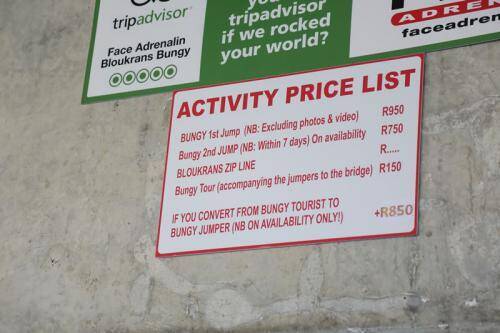 tripadvisor
Face Adrenalin
Bloukrans Bungy
tripadvisor
if we rocked
your world?
ADRE
faceadren
ACTIVITY PRICE LIST
BUNGY 1st Jump (NB: Excluding photos & video) R950
Bungy 2nd JUMP (NB: Within 7 days) On availability R750
BLOUKRANS ZIP LINE R.....
Bungy Tour (accompanying the jumpers to the bridge) R150
IF YOU CONVERT FROM BUNGY TOURIST TO
BUNGY JUMPER (NB ON AVAILABILITY ONLY!) +R850